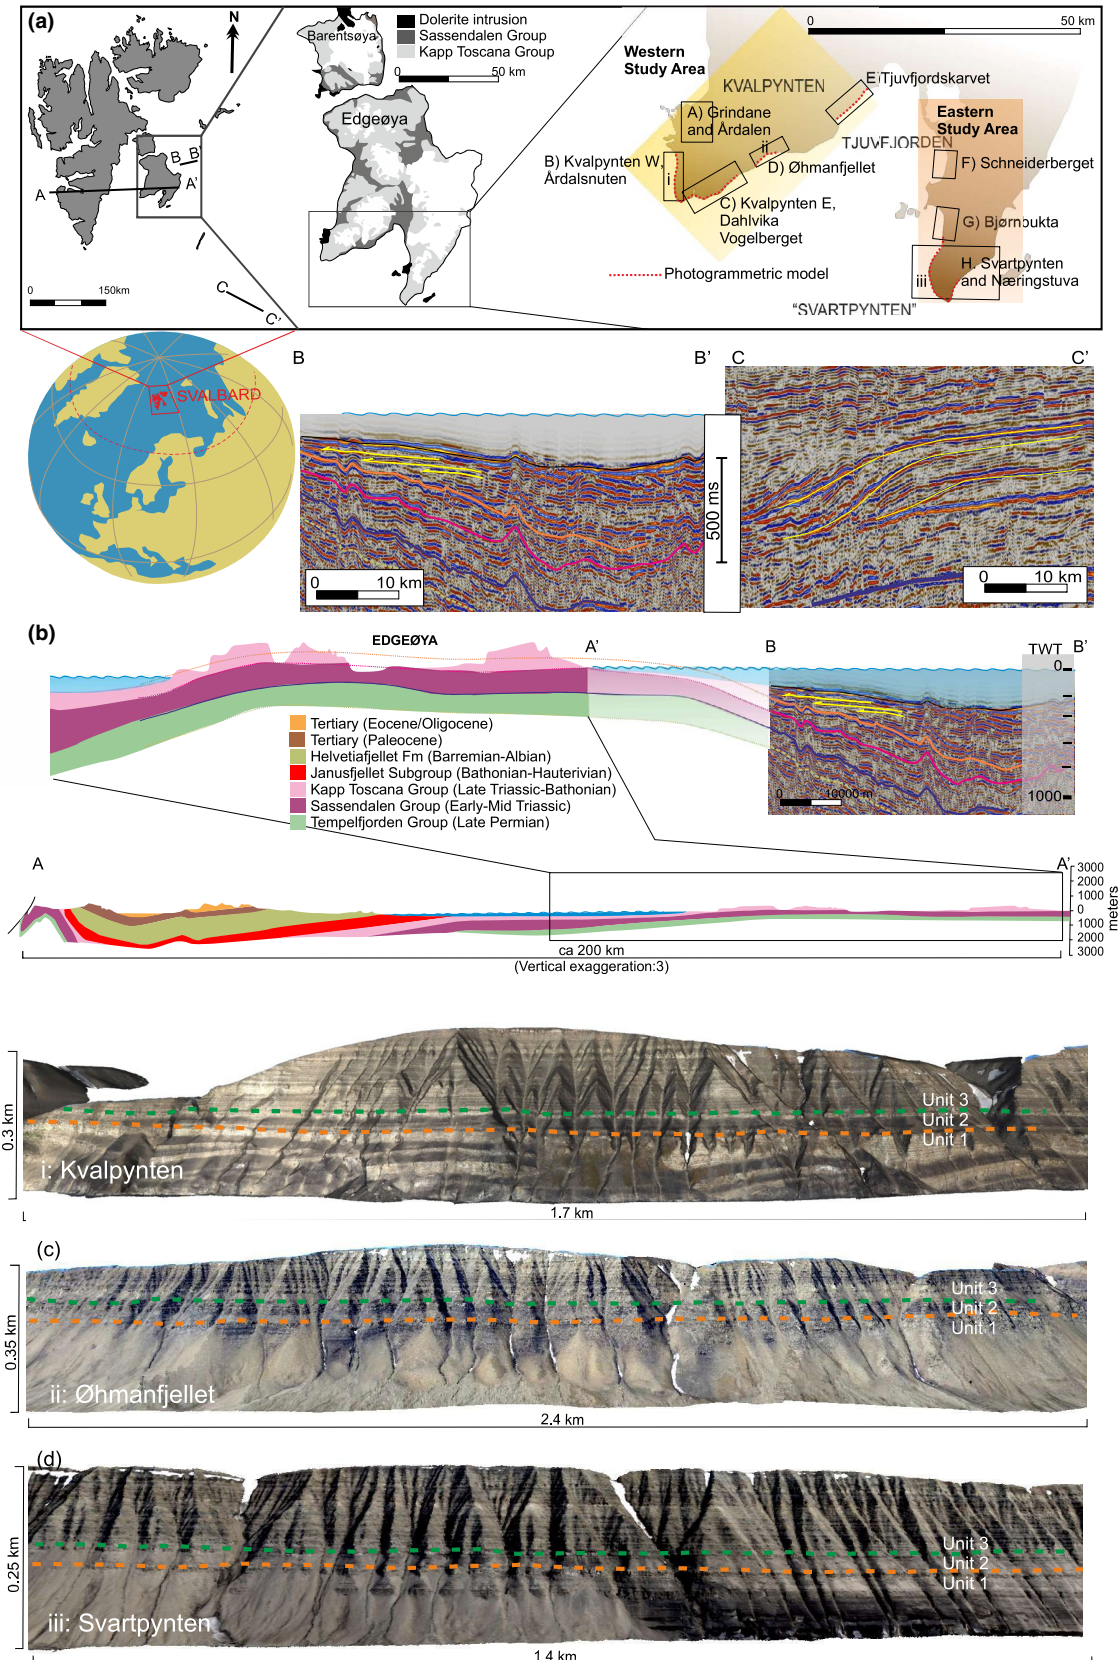 (a)
N
A
A'
B
B'
C
C'
0
150km
Barentsøya
Edgeøya
Dolerite intrusion
Sassendalen Group
Kapp Toscana Group
0
50 km
0
50 km
Western
Study Area
KVALPYNTEN
E)Tjuvfjordskarvet
A) Grindane
and Årdalen
Eastern
Study Area
TJUVFJORDEN
ii
B) Kvalpynten W,
Årdalsnuten
i
D) Øhmanfjellet
F) Schneiderberget
C) Kvalpynten E,
Dahlvika
Vogelberget
G) Bjørnbukta
H. Svartpynten
and Næringstuva
iii
Photogrammetric model
"SVARTPYNTEN"
SVALBARD
B
B'
C
C'
500 ms
0
10 km
0
10 km
(b)
EDGEØYA
A'
B
TWT
B'
0
1000
0
10000 m
Tertiary (Eocene/Oligocene)
Tertiary (Paleocene)
Helvetiafjellet Fm (Barremian-Albian)
Janusfjellet Subgroup (Bathonian-Hauterivian)
Kapp Toscana Group (Late Triassic-Bathonian)
Sassendalen Group (Early-Mid Triassic)
Tempelfjorden Group (Late Permian)
A
A'
3000
2000
1000
0
1000
2000
3000
meters
ca 200 km
(Vertical exaggeration:3)
0.3 km
Unit 3
Unit 2
Unit 1
i: Kvalpynten
1.7 km
(c)
0.35 km
Unit 3
Unit 2
Unit 1
ii: Øhmanfjellet
2.4 km
(d)
0.25 km
Unit 3
Unit 2
Unit 1
iii: Svartpynten
1.4 km